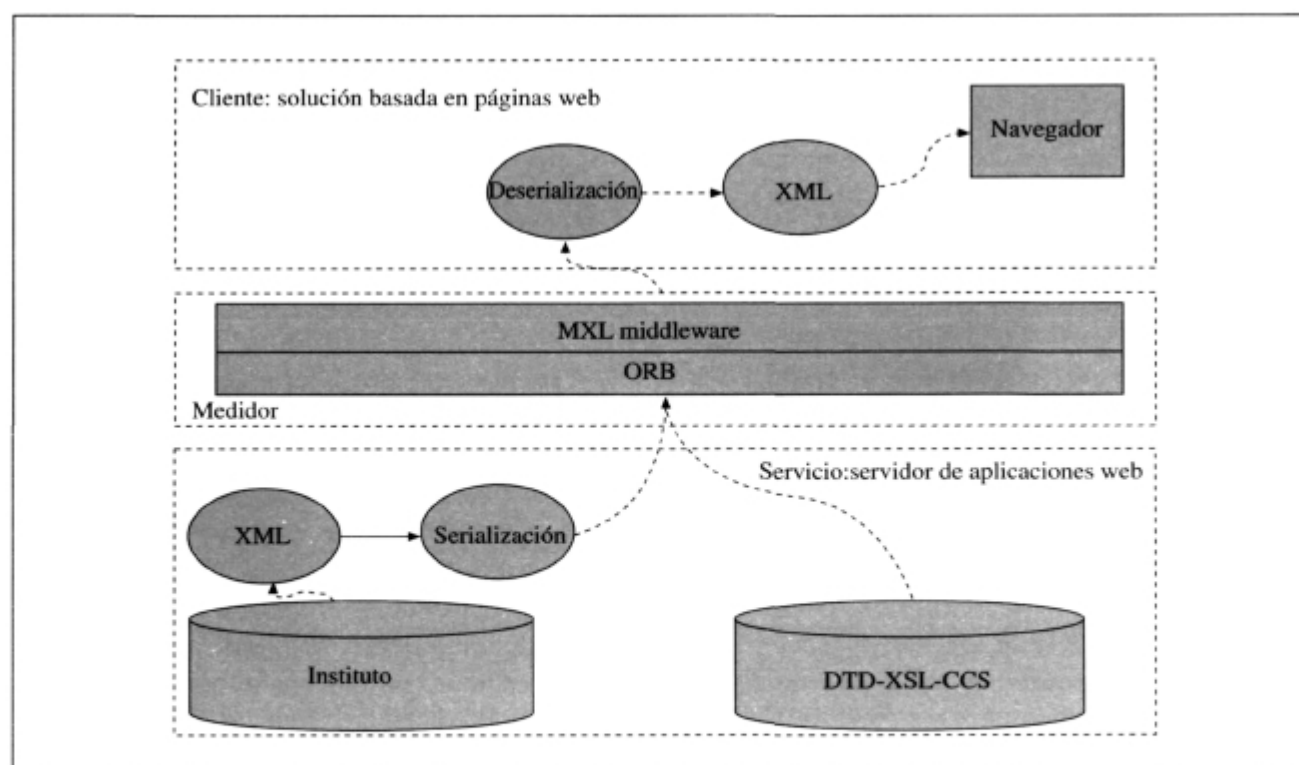 Cliente: solución basada en páginas web
Navegador
Deserialización
XML
MXL middleware
ORB
Medidor
Servicio:servidor de aplicaciones web
XML
Serialización
Instituto
DTD-XSL-CCS